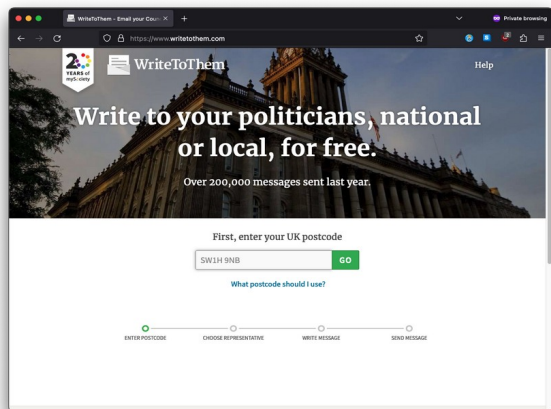 WriteToThem - Email your Coun
Private browsing
https://www.writetothem.com
20
YEARS of
mySociety
WriteToThem
Help
Write to your politicians, national
or local, for free.
Over 200,000 messages sent last year.
First, enter your UK postcode
SW1H 9NB
GO
What postcode should I use?
ENTER POSTCODE
CHOOSE REPRESENTATIVE
WRITE MESSAGE
SEND MESSAGE